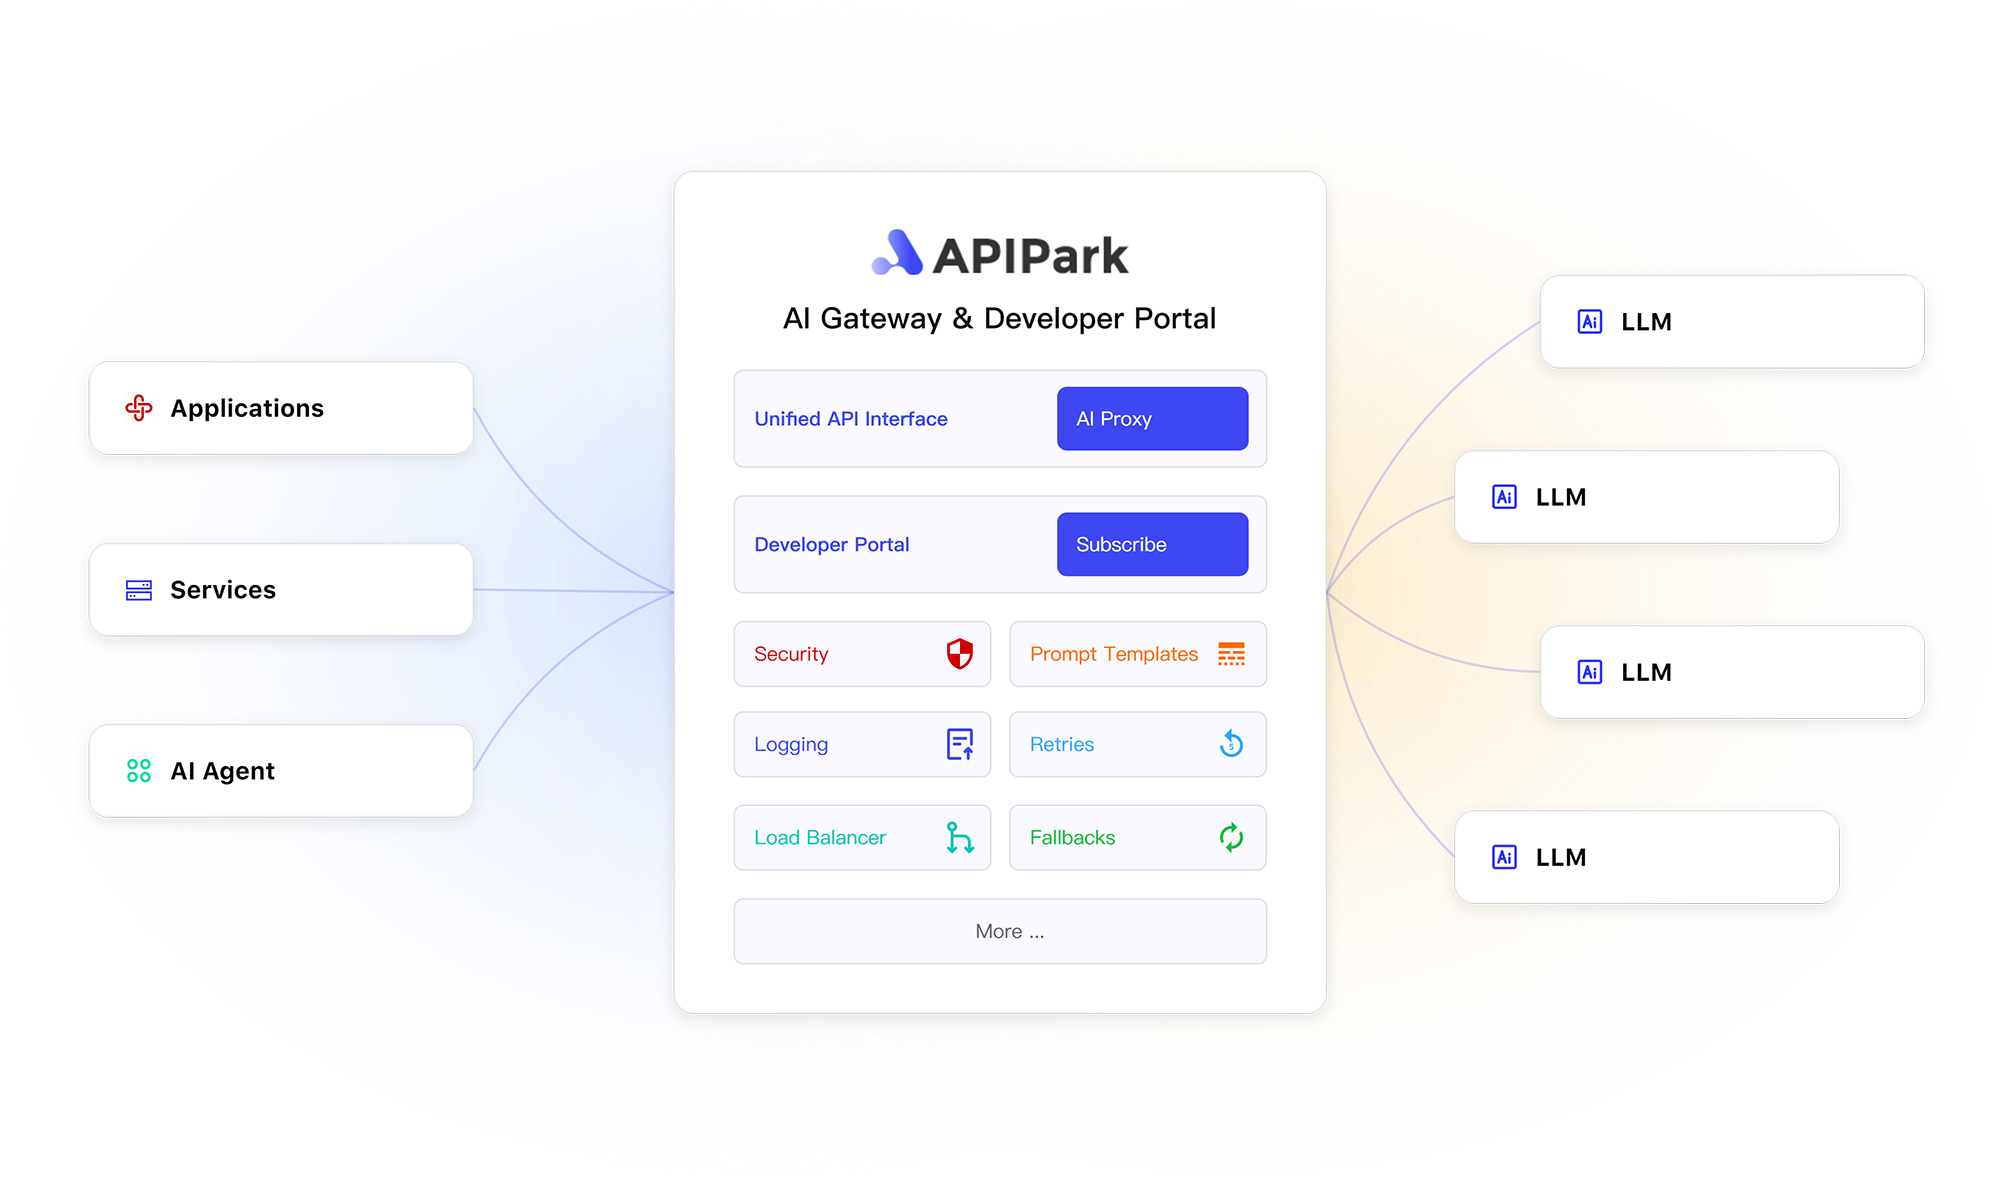 APIPark
AI Gateway & Developer Portal
Applications
Services
AI Agent
Unified API Interface
AI Proxy
Developer Portal
Subscribe
Security
Prompt Templates
Logging
Retries
5
Load Balancer
Fallbacks
More ...
Ai LLM
Ai LLM
Ai LLM
Ai LLM